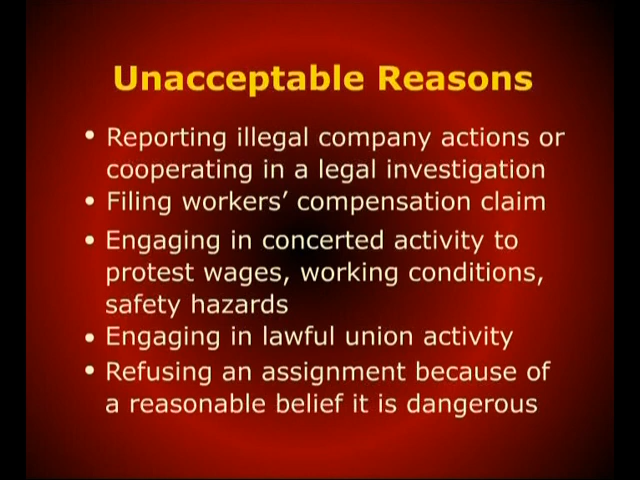 Unacceptable Reasons
• Reporting illegal company actions or
cooperating in a legal investigation
• Filing workers’ compensation claim
• Engaging in concerted activity to
protest wages, working conditions,
safety hazards
• Engaging in lawful union activity
• Refusing an assignment because of
a reasonable belief it is dangerous